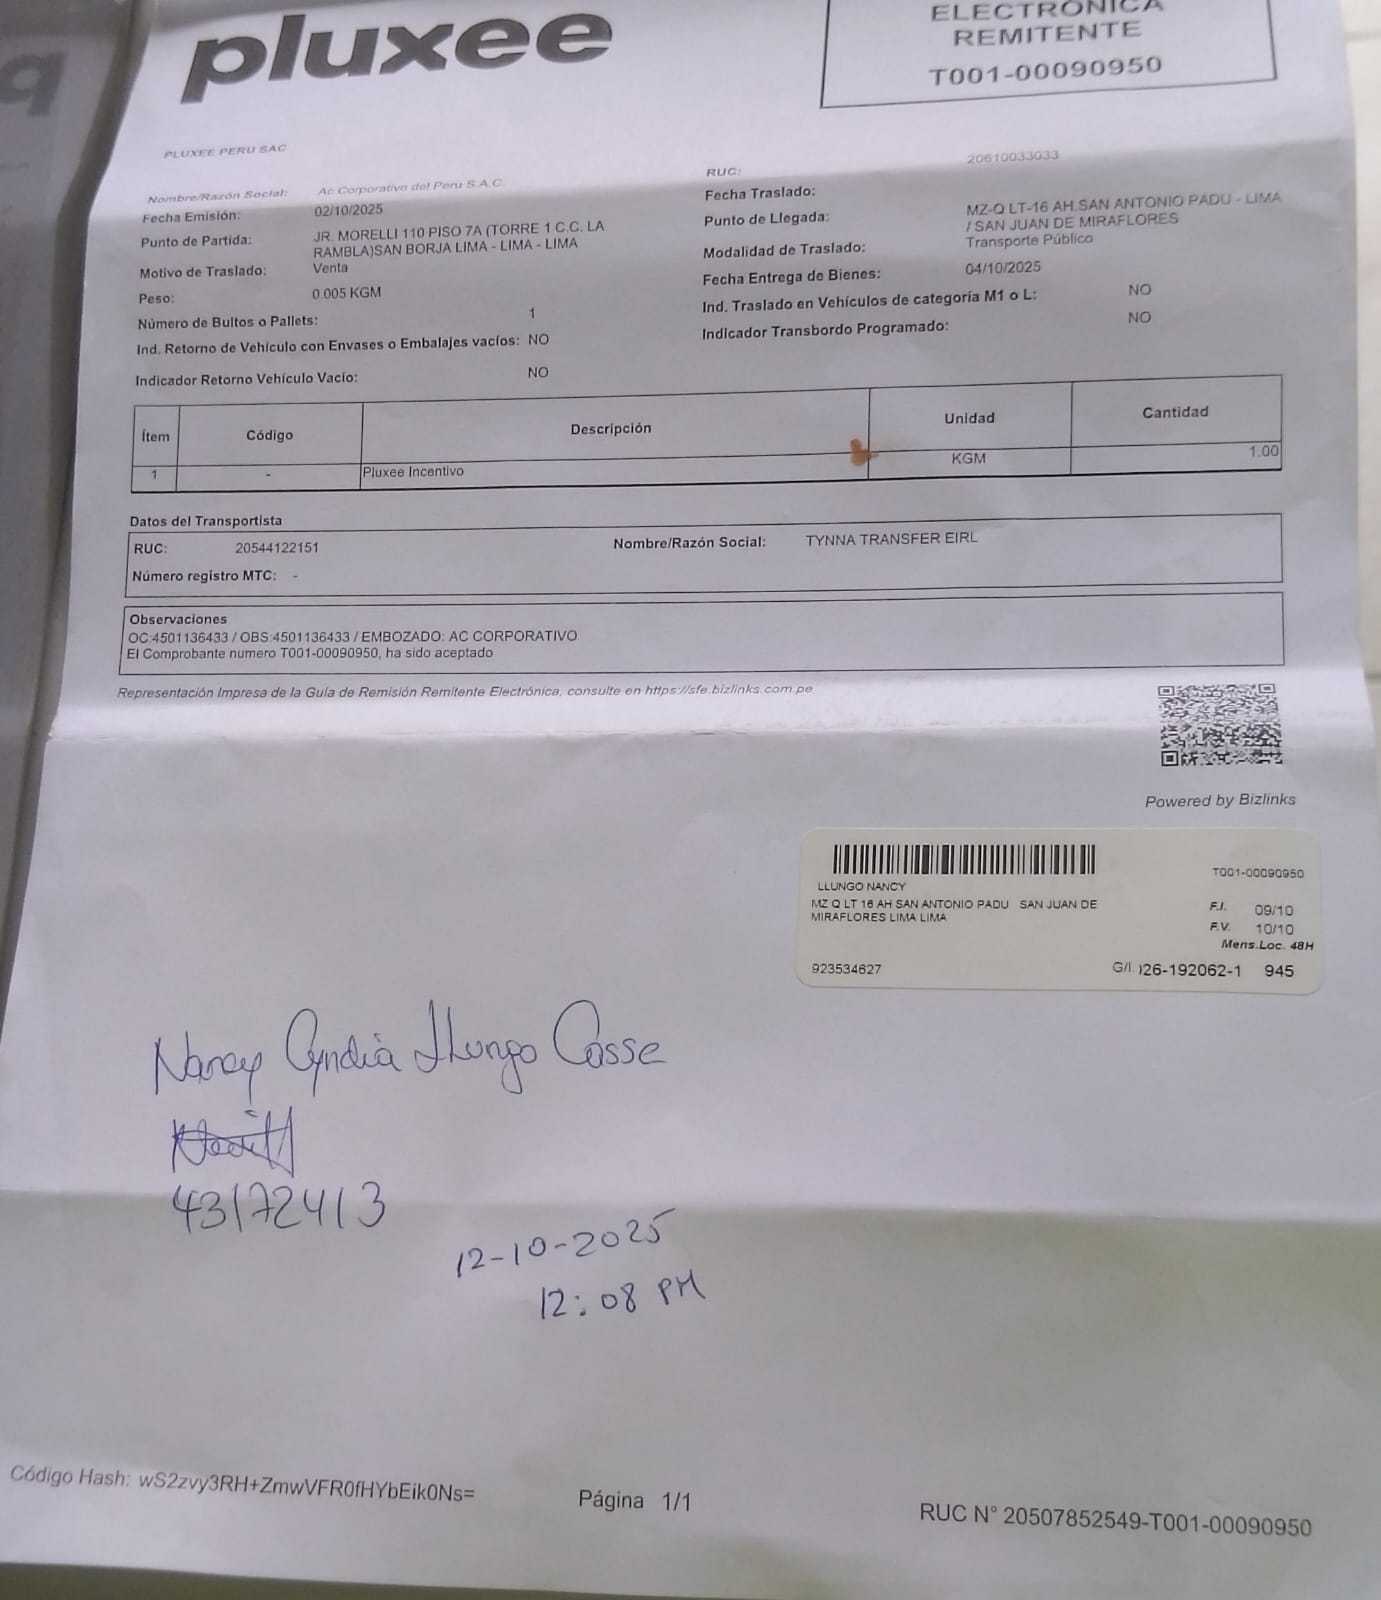 pluxee
ELECTRÓNICA
REMITENTE
T001-00090950
PLUXEE PERU SAC
Nombre/Razón Social: Ac Corporativo del Peru S.A.C.
Fecha Emisión: 02/10/2025
Punto de Partida: JR. MORELLI 110 PISO 7A (TORRE 1 C.C. LA
RAMBLA)SAN BORJA LIMA - LIMA - LIMA
Motivo de Traslado: Venta
Peso: 0.005 KGM
Número de Bultos o Pallets: 1
Ind. Retorno de Vehículo con Envases o Embalajes vacíos: NO
Indicador Retorno Vehículo Vacío: NO
RUC: 20610033033
Fecha Traslado:
Punto de Llegada: MZ-Q LT-16 AH.SAN ANTONIO PADU - LIMA
/ SAN JUAN DE MIRAFLORES
Modalidad de Traslado: Transporte Público
Fecha Entrega de Bienes: 04/10/2025
Ind. Traslado en Vehículos de categoría M1 o L: NO
Indicador Transbordo Programado: NO
Ítem Código Descripción Unidad Cantidad
1 - Pluxee Incentivo KGM 1.00
Datos del Transportista
RUC: 20544122151 Nombre/Razón Social: TYNNA TRANSFER EIRL
Número registro MTC: -
Observaciones
OC:4501136433 / OBS:4501136433 / EMBOZADO: AC CORPORATIVO
El Comprobante numero T001-00090950, ha sido aceptado
Representación Impresa de la Guía de Remisión Remitente Electrónica, consulte en https://sfe.bizlinks.com.pe
Powered by Bizlinks
T001-00090950
LLUNGO NANCY
MZ Q LT 16 AH SAN ANTONIO PADU SAN JUAN DE
MIRAFLORES LIMA LIMA
F.I. 09/10
F.V. 10/10
Mens.Loc. 48H
923534627 G/I. 26-192062-1 945
Nancy Cyndia Llungo Casse
43172413
12-10-2025
12:08 PM
Código Hash: wS2zvy3RH+ZmwVFR0fHYbEik0Ns=
Página 1/1
RUC N° 20507852549-T001-00090950